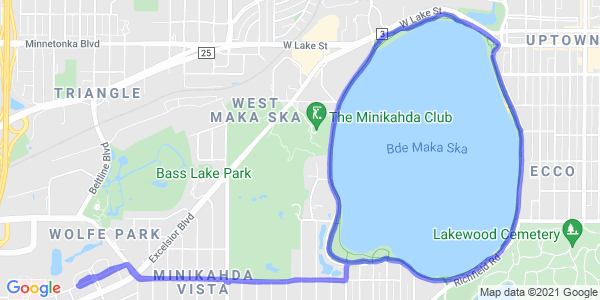 W Lake St
3
Minnetonka Blvd
25
W Lake St
UPTOWN
TRIANGLE
WEST
MAKA SKA
The Minikahda Club
Bde Maka Ska
Beltline Blvd
Bass Lake Park
ECCO
Excelsior Blvd
WOLFE PARK
Lakewood Cemetery
MINIKAHDA
VISTA
Richfield Rd
Google
Map data ©2021 Google